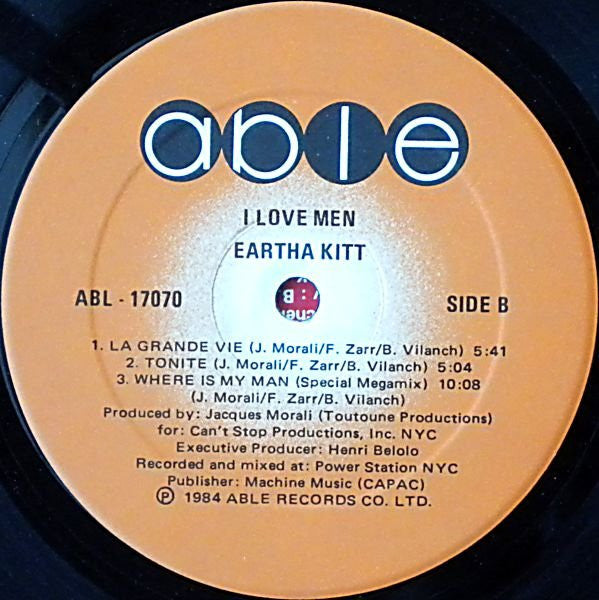 able
I LOVE MEN
EARTHA KITT
ABL - 17070
SIDE B
1. LA GRANDE VIE (J. Morali/F. Zarr/B. Vilanch) 5:41
2. TONITE (J. Morali/F. Zarr/B. Vilanch) 5:04
3. WHERE IS MY MAN (Special Megamix) 10:08
(J. Morali/F. Zarr/B. Vilanch)
Produced by: Jacques Morali (Toutoune Productions)
for: Can't Stop Productions, Inc. NYC
Executive Producer: Henri Belolo
Recorded and mixed at: Power Station NYC
Publisher: Machine Music (CAPAC)
℗ 1984 ABLE RECORDS CO. LTD.